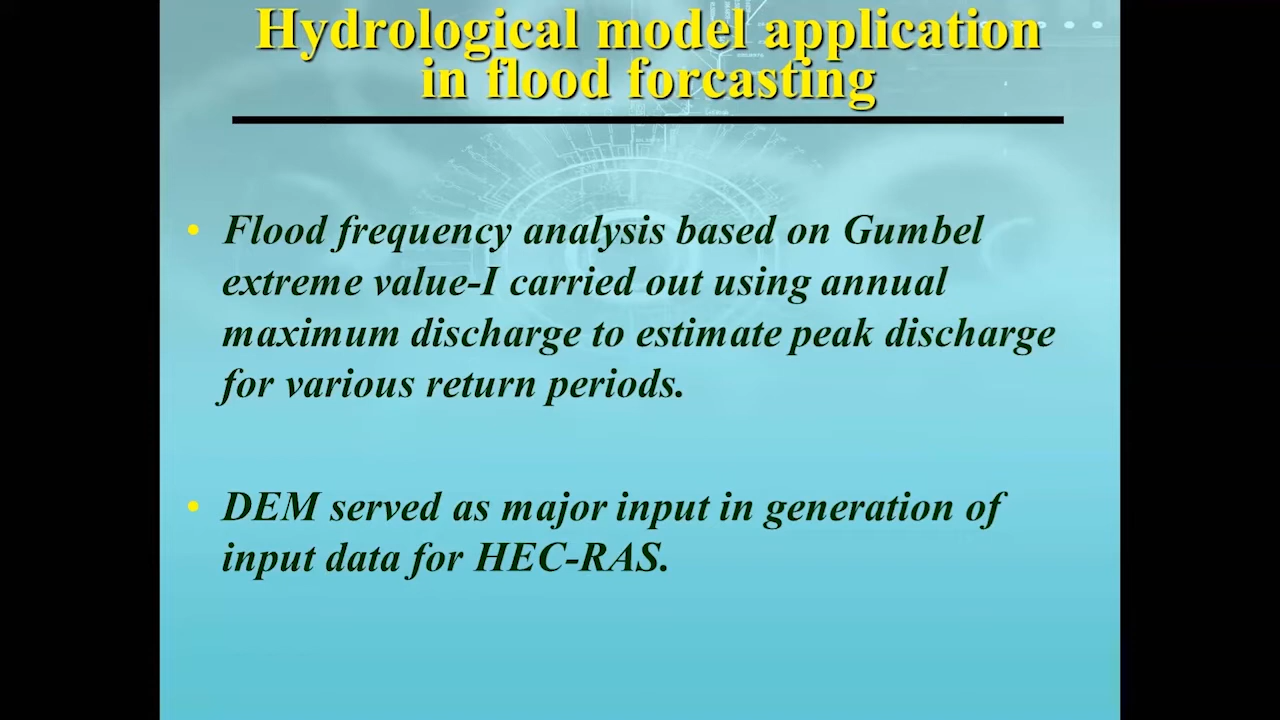 Hydrological model application
in flood forcasting
• Flood frequency analysis based on Gumbel
extreme value-I carried out using annual
maximum discharge to estimate peak discharge
for various return periods.
• DEM served as major input in generation of
input data for HEC-RAS.